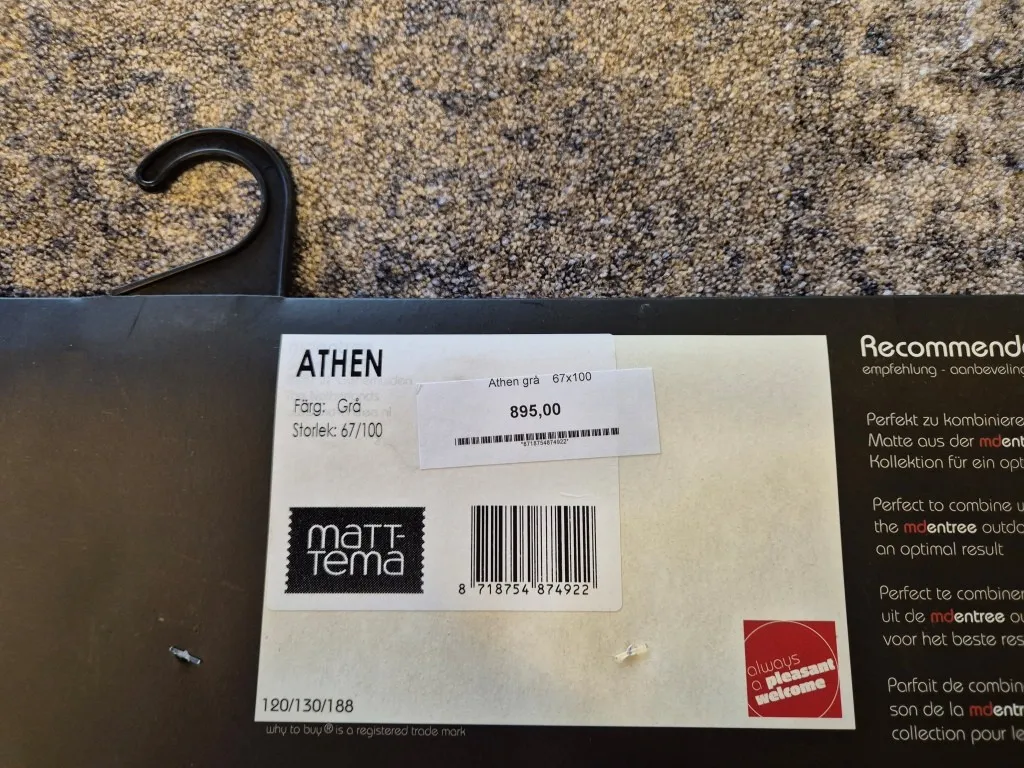 ATHEN
Färg: Grå
Storlek: 67/100
Athen grå 67x100
895,00
*8718754874922*
MATT-
TEMA
8 718754 874922
120/130/188
why to buy® is a registered trade mark
always
a pleasant
welcome
Recommende
empfehlung - aanbeveling
Perfekt zu kombiniere
Matte aus der mdent
Kollektion für ein opt
Perfect to combine u
the mdentree outdo
an optimal result
Perfect te combiner
uit de mdentree ou
voor het beste res
Parfait de combin
son de la mdentr
collection pour le